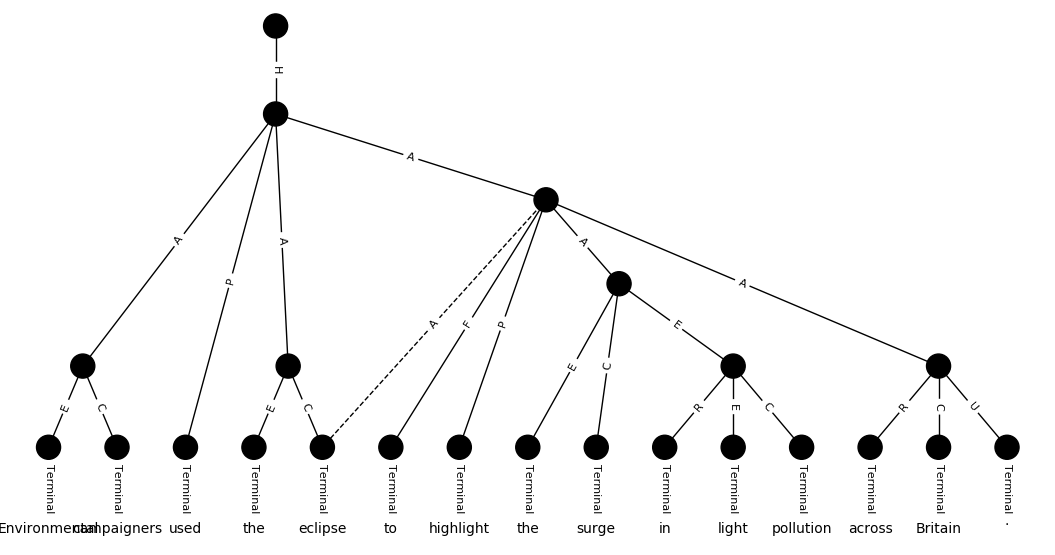 H
A
A P A
A
A F P A E A
E C E C E C R E C R C U
Terminal Terminal Terminal Terminal Terminal Terminal Terminal Terminal Terminal Terminal Terminal Terminal Terminal Terminal Terminal
Environmental campaigners used the eclipse to highlight the surge in light pollution across Britain .